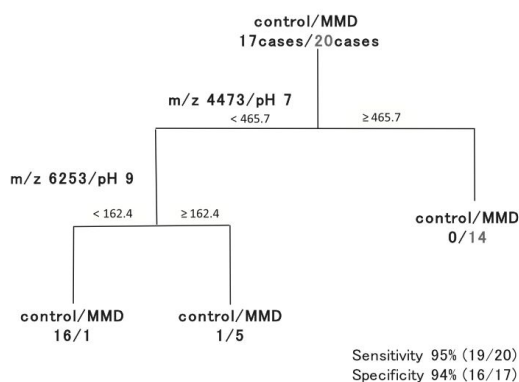 control/MMD
17cases/20cases
m/z 4473/pH 7
< 465.7
≥ 465.7
m/z 6253/pH 9
< 162.4
≥ 162.4
control/MMD
0/14
control/MMD
16/1
control/MMD
1/5
Sensitivity 95% (19/20)
Specificity 94% (16/17)